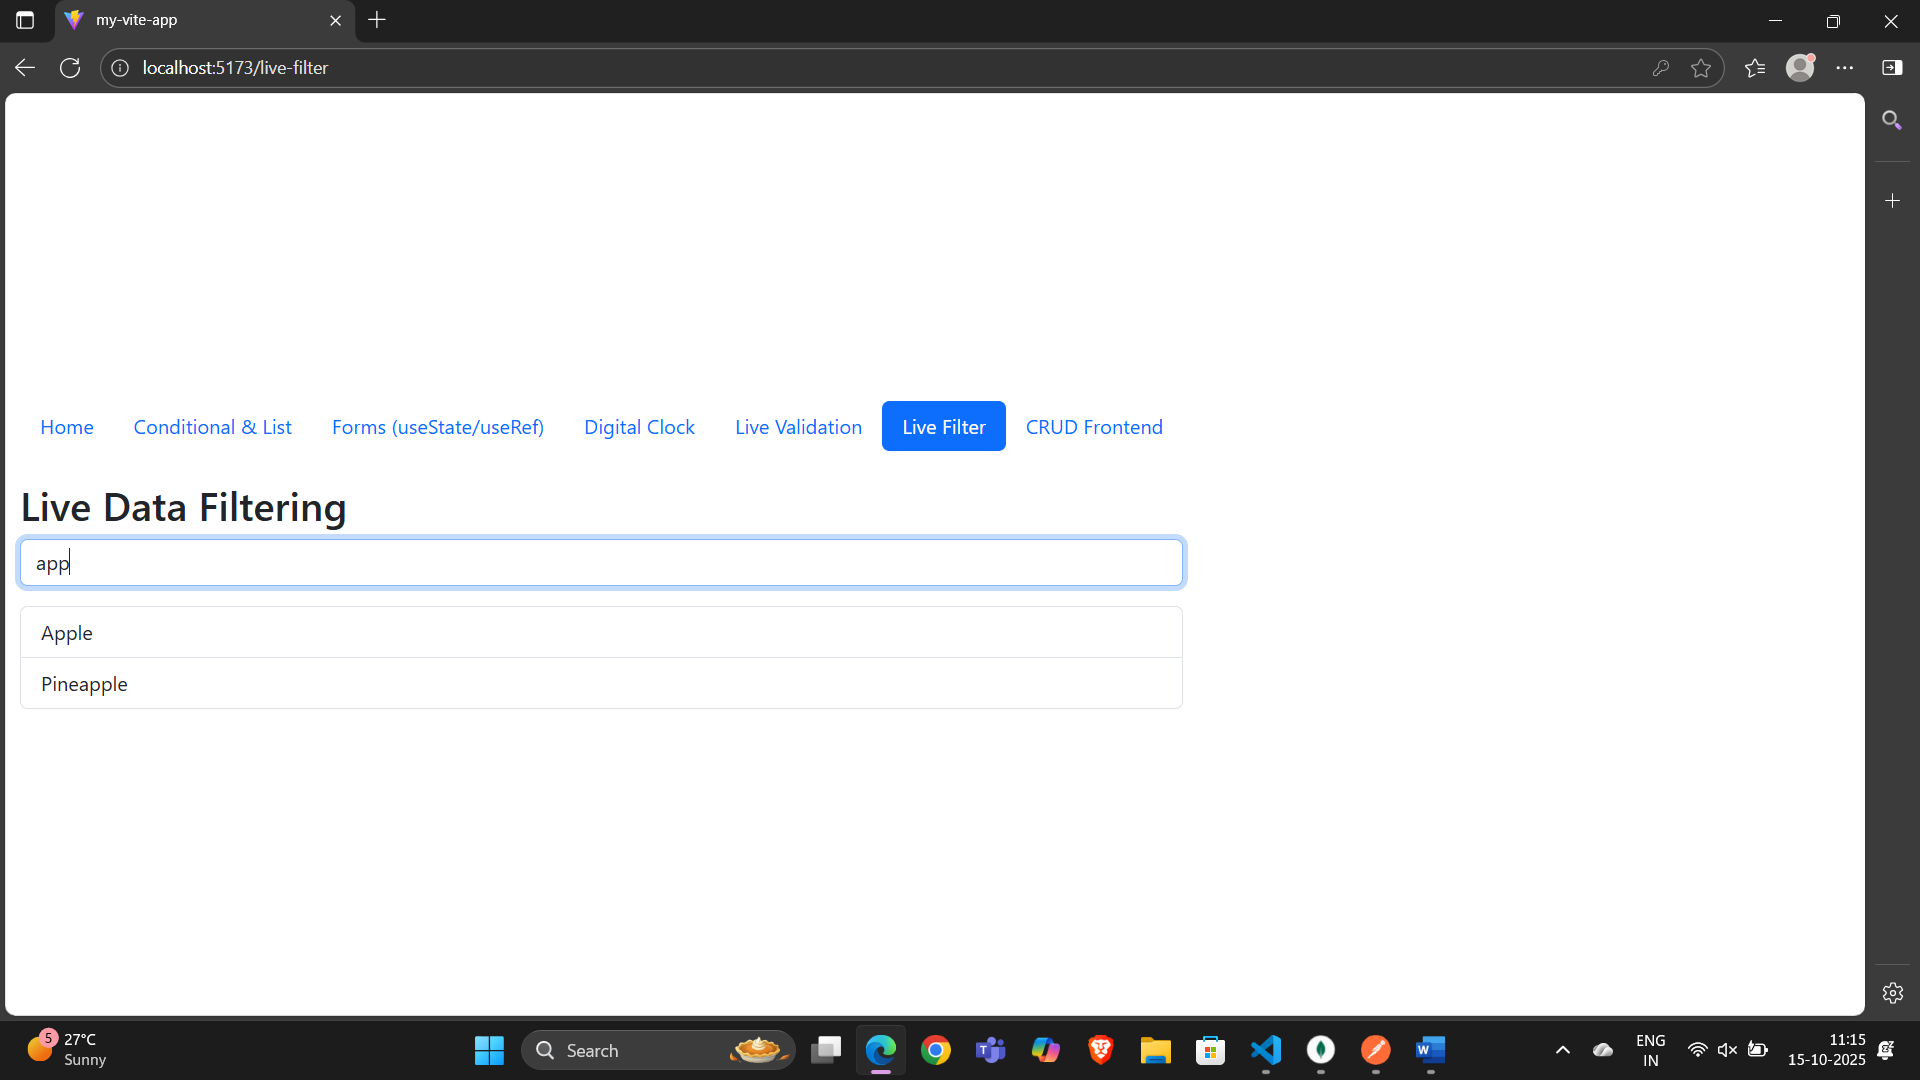 my-vite-app
localhost:5173/live-filter
Home Conditional & List Forms (useState/useRef) Digital Clock Live Validation Live Filter CRUD Frontend
Live Data Filtering
app
Apple
Pineapple
5 27°C
Sunny
Search
ENG
IN
11:15
15-10-2025